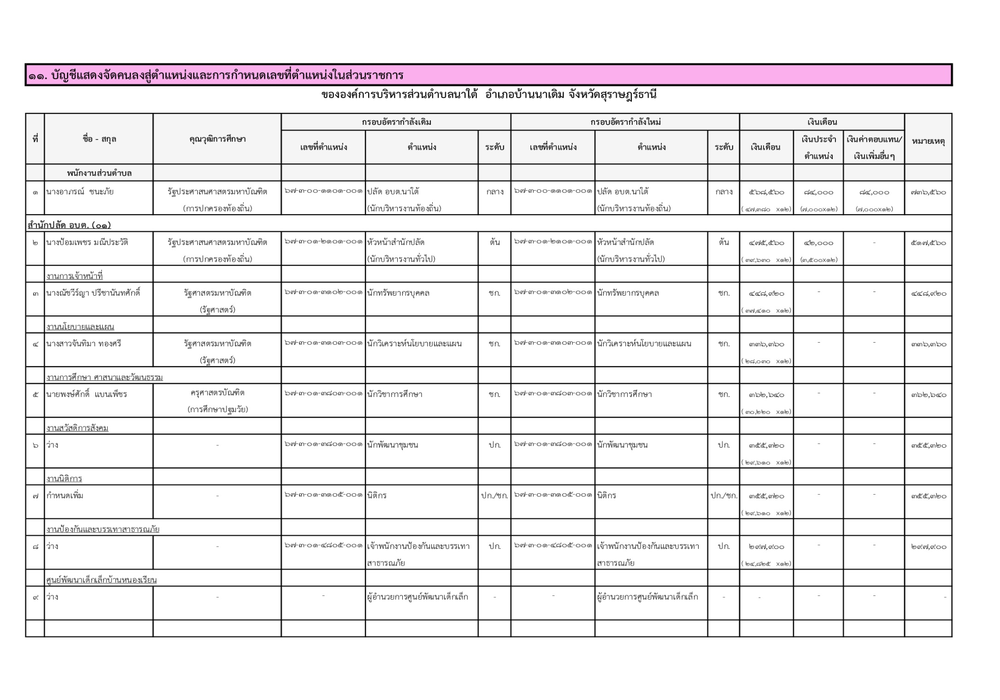 ๑๑. บัญชีแสดงจัดคนลงสู่ตำแหน่งและการกำหนดเลขที่ตำแหน่งในส่วนราชการ
ขององค์การบริหารส่วนตำบลนาใต้ อำเภอบ้านนาเดิม จังหวัดสุราษฎร์ธานี
ที่ ชื่อ - สกุล คุณวุฒิการศึกษา กรอบอัตรากำลังเดิม กรอบอัตรากำลังใหม่ เงินเดือน หมายเหตุ
เลขที่ตำแหน่ง ตำแหน่ง ระดับ เลขที่ตำแหน่ง ตำแหน่ง ระดับ เงินเดือน เงินประจำ เงินค่าตอบแทน/
ตำแหน่ง เงินเพิ่มอื่นๆ
พนักงานส่วนตำบล
๑ นางอาภรณ์ ชนะภัย รัฐประศาสนศาสตรมหาบัณฑิต ๖๗-๓-๐๐-๑๑๐๑-๐๐๑ ปลัด อบต.นาใต้ กลาง ๖๗-๓-๐๐-๑๑๐๑-๐๐๑ ปลัด อบต.นาใต้ กลาง ๕๖๘,๕๖๐ ๘๔,๐๐๐ ๘๔,๐๐๐ ๗๓๖,๕๖๐
(การปกครองท้องถิ่น) (นักบริหารงานท้องถิ่น) (นักบริหารงานท้องถิ่น) ( ๔๗,๓๘๐ x๑๒) (๗,๐๐๐x๑๒) (๗,๐๐๐x๑๒)
สำนักปลัด อบต. (๐๑)
๒ นางป้อมเพชร มณีประวัติ รัฐประศาสนศาสตรมหาบัณฑิต ๖๗-๓-๐๑-๒๑๐๑-๐๐๑ หัวหน้าสำนักปลัด ต้น ๖๗-๓-๐๑-๒๑๐๑-๐๐๑ หัวหน้าสำนักปลัด ต้น ๔๗๕,๕๖๐ ๔๒,๐๐๐ - ๕๑๗,๕๖๐
(การปกครองท้องถิ่น) (นักบริหารงานทั่วไป) (นักบริหารงานทั่วไป) ( ๓๙,๖๓๐ x๑๒) (๓,๕๐๐x๑๒)
งานการเจ้าหน้าที่
๓ นางณัชวีร์ญา ปรีชานันทศักดิ์ รัฐศาสตรมหาบัณฑิต ๖๗-๓-๐๑-๓๑๐๒-๐๐๑ นักทรัพยากรบุคคล ชก. ๖๗-๓-๐๑-๓๑๐๒-๐๐๑ นักทรัพยากรบุคคล ชก. ๔๔๘,๙๒๐ - - ๔๔๘,๙๒๐
(รัฐศาสตร์) ( ๓๗,๔๑๐ x๑๒)
งานนโยบายและแผน
๔ นางสาวจันทิมา ทองศรี รัฐศาสตรมหาบัณฑิต ๖๗-๓-๐๑-๓๑๐๓-๐๐๑ นักวิเคราะห์นโยบายและแผน ชก. ๖๗-๓-๐๑-๓๑๐๓-๐๐๑ นักวิเคราะห์นโยบายและแผน ชก. ๓๓๖,๓๖๐ - - ๓๓๖,๓๖๐
(รัฐศาสตร์) ( ๒๘,๐๓๐ x๑๒)
งานการศึกษา ศาสนาและวัฒนธรรม
๕ นายพงษ์ศักดิ์ แบนเพ็ชร ครุศาสตรบัณฑิต ๖๗-๓-๐๑-๓๘๐๓-๐๐๑ นักวิชาการศึกษา ชก. ๖๗-๓-๐๑-๓๘๐๓-๐๐๑ นักวิชาการศึกษา ชก. ๓๖๒,๖๔๐ - - ๓๖๒,๖๔๐
(การศึกษาปฐมวัย) ( ๓๐,๒๒๐ x๑๒)
งานสวัสดิการสังคม
๖ ว่าง - ๖๗-๓-๐๑-๓๘๐๑-๐๐๑ นักพัฒนาชุมชน ปก. ๖๗-๓-๐๑-๓๘๐๑-๐๐๑ นักพัฒนาชุมชน ปก. ๓๕๕,๓๒๐ - - ๓๕๕,๓๒๐
( ๒๙,๖๑๐ x๑๒)
งานนิติการ
๗ กำหนดเพิ่ม - ๖๗-๓-๐๑-๓๑๐๕-๐๐๑ นิติกร ปก./ชก. ๖๗-๓-๐๑-๓๑๐๕-๐๐๑ นิติกร ปก./ชก. ๓๕๕,๓๒๐ - - ๓๕๕,๓๒๐
( ๒๙,๖๑๐ x๑๒)
งานป้องกันและบรรเทาสาธารณภัย
๘ ว่าง - ๖๗-๓-๐๑-๔๘๐๕-๐๐๑ เจ้าพนักงานป้องกันและบรรเทา ปก. ๖๗-๓-๐๑-๔๘๐๕-๐๐๑ เจ้าพนักงานป้องกันและบรรเทา ปก. ๒๙๗,๙๐๐ - - ๒๙๗,๙๐๐
สาธารณภัย สาธารณภัย ( ๒๔,๘๒๕ x๑๒)
ศูนย์พัฒนาเด็กเล็กบ้านหนองเรียน
๙ ว่าง - - ผู้อำนวยการศูนย์พัฒนาเด็กเล็ก - - ผู้อำนวยการศูนย์พัฒนาเด็กเล็ก - - - - -